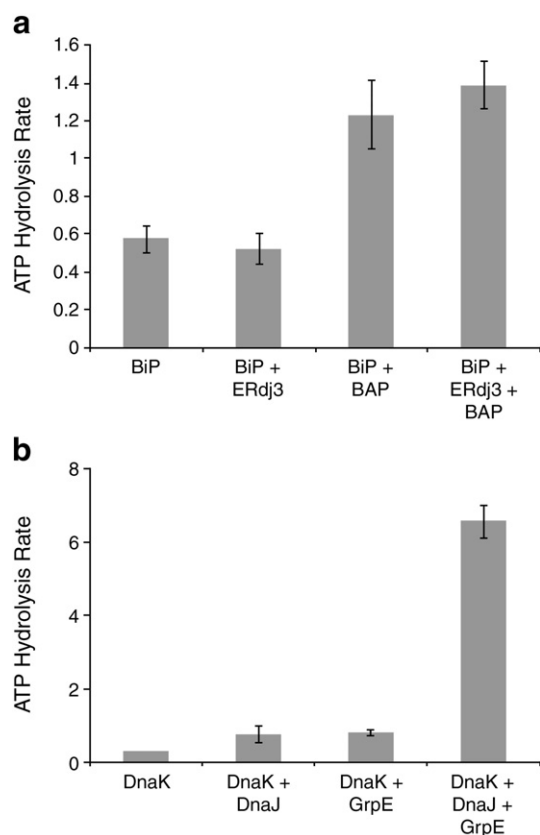 a
ATP Hydrolysis Rate
1.6
1.4
1.2
1
0.8
0.6
0.4
0.2
0
BiP
BiP +
ERdj3
BiP +
BAP
BiP +
ERdj3 +
BAP
b
ATP Hydrolysis Rate
8
6
4
2
0
DnaK
DnaK +
DnaJ
DnaK +
GrpE
DnaK +
DnaJ +
GrpE